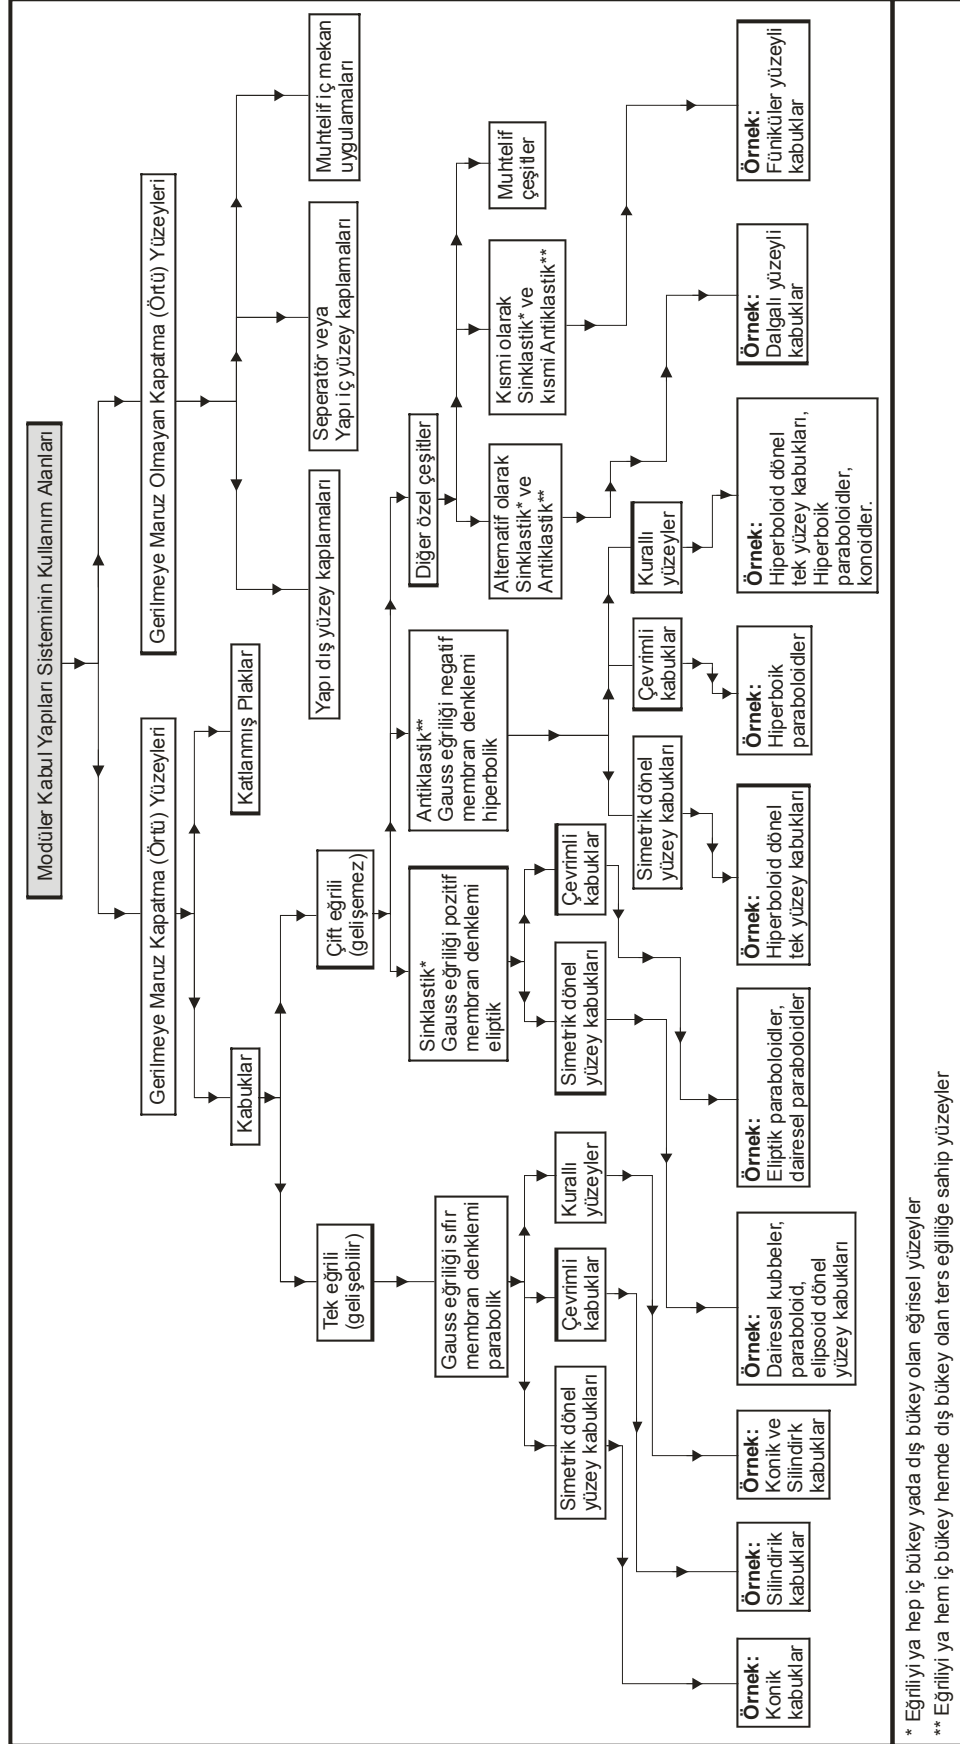 Modüler Kabul Yapıları Sisteminin Kullanım Alanları
Gerilmeye Maruz Kapatma (Örtü) Yüzeyleri
Gerilmeye Maruz Olmayan Kapatma (Örtü) Yüzeyleri
Kabuklar
Katlanmış Plaklar
Yapı dış yüzey kaplamaları
Seperatör veya
Yapı iç yüzey kaplamaları
Muhtelif iç mekan
uygulamaları
Tek eğrili
(gelişebilir)
Çift eğrili
(gelişemez)
Gauss eğriliği sıfır
membran denklemi
parabolik
Sinklastik*
Gauss eğriliği pozitif
membran denklemi
eliptik
Antiklastik**
Gauss eğriliği negatif
membran denklemi
hiperbolik
Diğer özel çeşitler
Alternatif olarak
Sinklastik* ve
Antiklastik**
Kısmi olarak
Sinklastik* ve
kısmi Antiklastik**
Muhtelif
çeşitler
Simetrik dönel
yüzey kabukları
Çevrimli
kabuklar
Kurallı
yüzeyler
Simetrik dönel
yüzey kabukları
Çevrimli
kabuklar
Simetrik dönel
yüzey kabukları
Çevrimli
kabuklar
Kurallı
yüzeyler
Örnek:
Konik
kabuklar
Örnek:
Silindirik
kabuklar
Örnek:
Konik ve
Silindirk
kabuklar
Örnek:
Dairesel kubbeler,
paraboloid,
elipsoid dönel
yüzey kabukları
Örnek:
Eliptik paraboloidler,
dairesel paraboloidler
Örnek:
Hiperboloid dönel
tek yüzey kabukları
Örnek:
Hiperboik
paraboloidler
Örnek:
Hiperboloid dönel
tek yüzey kabukları,
Hiperboik
paraboloidler,
konoidler.
Örnek:
Dalgalı yüzeyli
kabuklar
Örnek:
Füniküler yüzeyli
kabuklar
* Eğriliyi ya hep iç bükey yada dış bükey olan eğrisel yüzeyler
** Eğriliyi ya hem iç bükey hemde dış bükey olan ters eğliliğe sahip yüzeyler